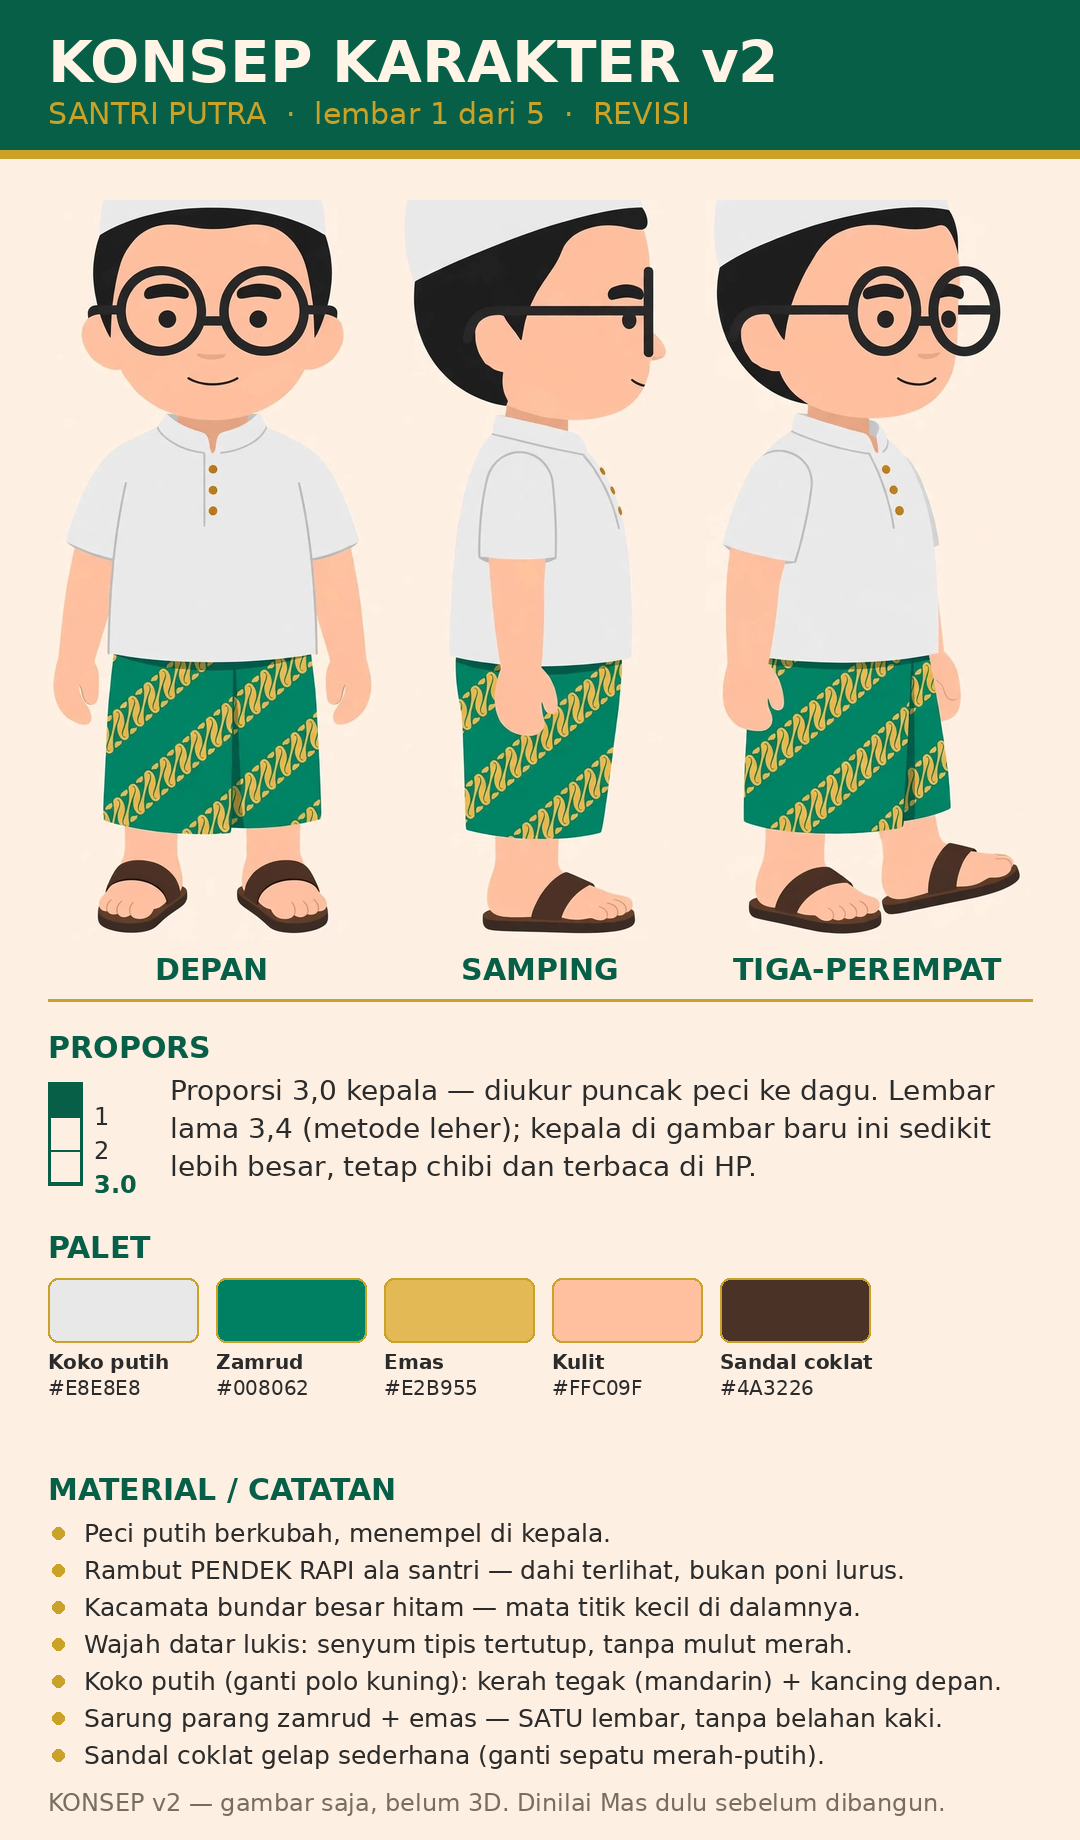 KONSEP KARAKTER v2
SANTRI PUTRA · lembar 1 dari 5 · REVISI
DEPAN
SAMPING
TIGA-PEREMPAT
PROPORS
1
2
3.0
Proporsi 3,0 kepala — diukur puncak peci ke dagu. Lembar
lama 3,4 (metode leher); kepala di gambar baru ini sedikit
lebih besar, tetap chibi dan terbaca di HP.
PALET
Koko putih
#E8E8E8
Zamrud
#008062
Emas
#E2B955
Kulit
#FFC09F
Sandal coklat
#4A3226
MATERIAL / CATATAN
Peci putih berkubah, menempel di kepala.
Rambut PENDEK RAPI ala santri — dahi terlihat, bukan poni lurus.
Kacamata bundar besar hitam — mata titik kecil di dalamnya.
Wajah datar lukis: senyum tipis tertutup, tanpa mulut merah.
Koko putih (ganti polo kuning): kerah tegak (mandarin) + kancing depan.
Sarung parang zamrud + emas — SATU lembar, tanpa belahan kaki.
Sandal coklat gelap sederhana (ganti sepatu merah-putih).
KONSEP v2 — gambar saja, belum 3D. Dinilai Mas dulu sebelum dibangun.